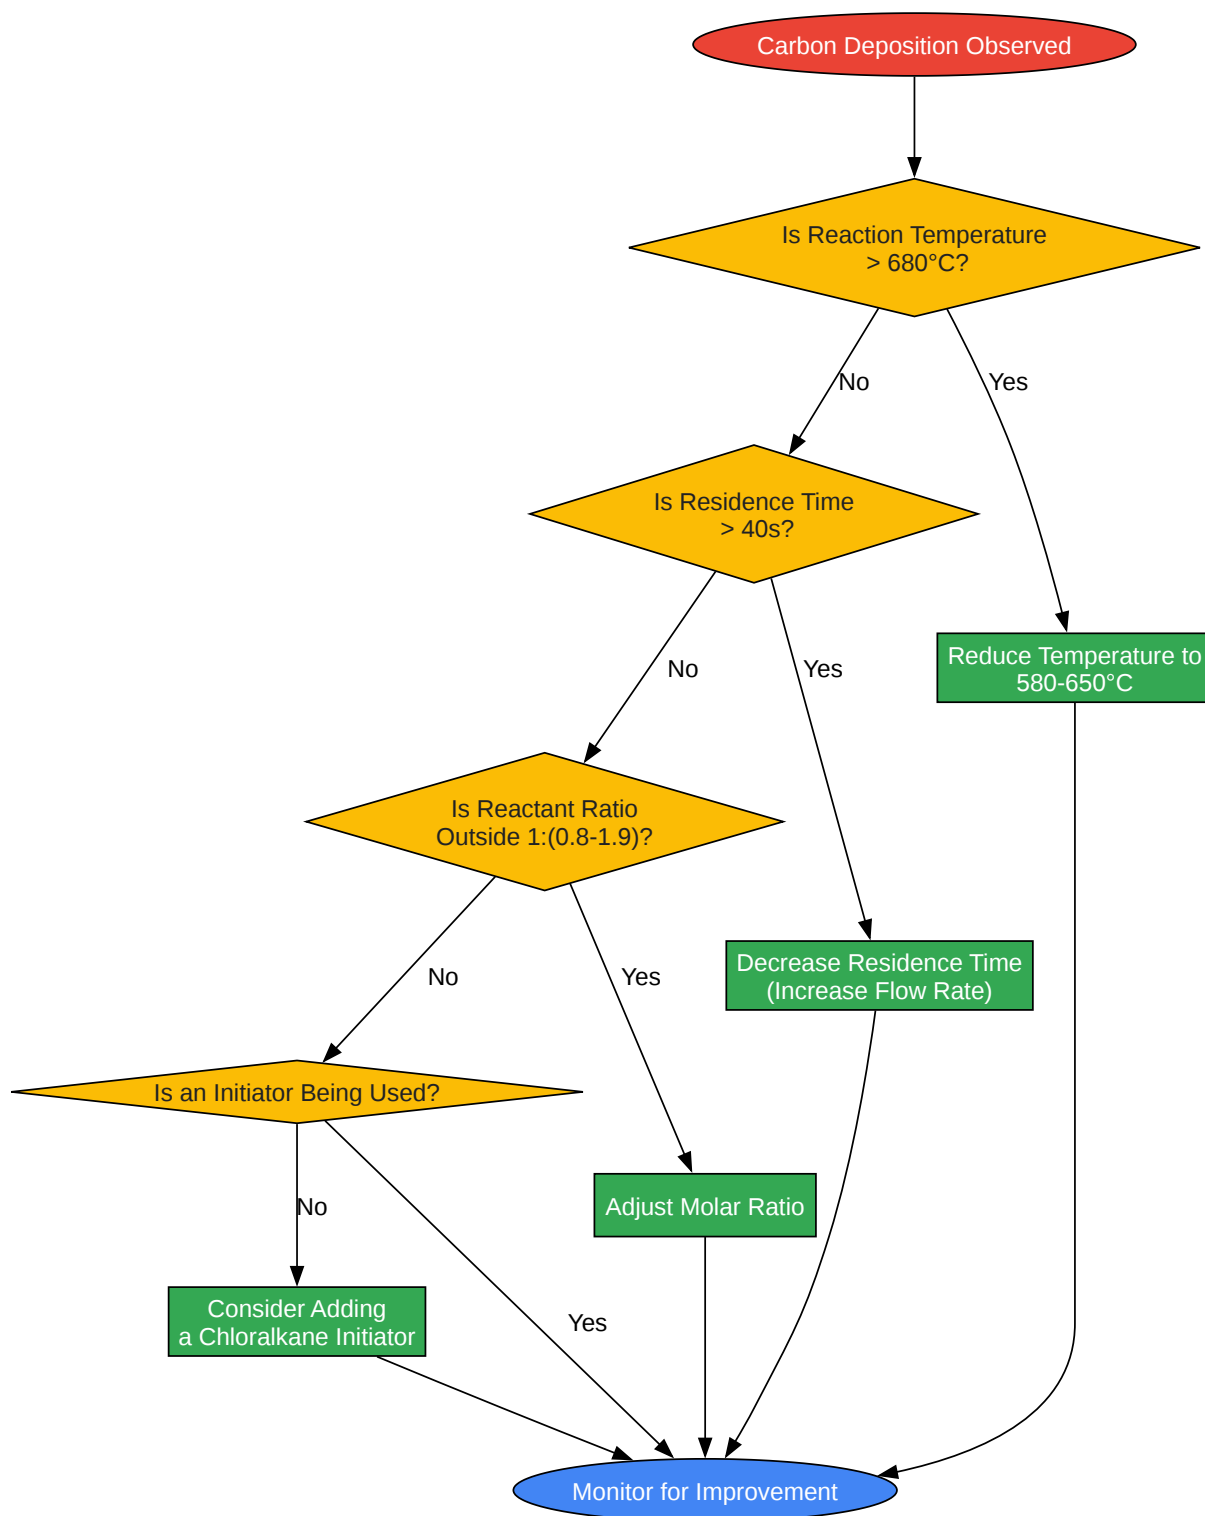 Carbon Deposition Observed
Is Reaction Temperature
> 680°C?
No
Yes
Is Residence Time
> 40s?
No
Yes
Reduce Temperature to
580-650°C
Is Reactant Ratio
Outside 1:(0.8-1.9)?
No
Yes
Decrease Residence Time
(Increase Flow Rate)
Is an Initiator Being Used?
No
Adjust Molar Ratio
Consider Adding
a Chloralkane Initiator
Yes
Monitor for Improvement